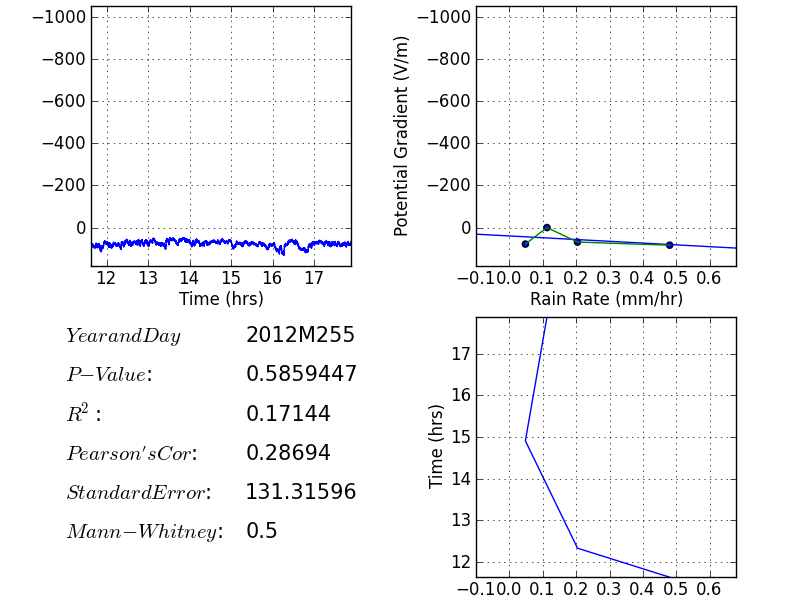 −1000
−800
−600
−400
−200
0
12 13 14 15 16 17
Time (hrs)
Potential Gradient (V/m)
−1000
−800
−600
−400
−200
0
−0.1 0.0 0.1 0.2 0.3 0.4 0.5 0.6
Rain Rate (mm/hr)
YearandDay 2012M255
P−Value: 0.5859447
R² : 0.17144
Pearson'sCor: 0.28694
StandardError: 131.31596
Mann−Whitney: 0.5
Time (hrs)
17
16
15
14
13
12
−0.1 0.0 0.1 0.2 0.3 0.4 0.5 0.6